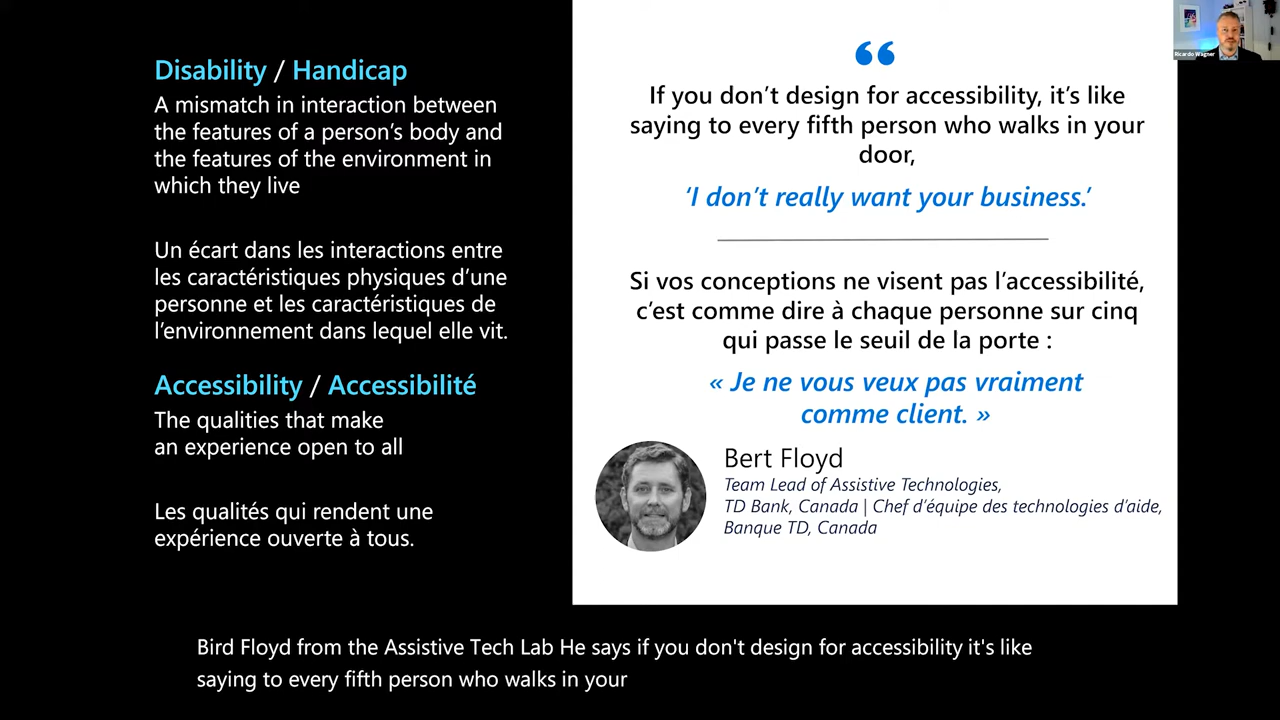 Disability / Handicap
A mismatch in interaction between
the features of a person's body and
the features of the environment in
which they live
Un écart dans les interactions entre
les caractéristiques physiques d'une
personne et les caractéristiques de
l'environnement dans lequel elle vit.
Accessibility / Accessibilité
The qualities that make
an experience open to all
Les qualités qui rendent une
expérience ouverte à tous.
“
If you don't design for accessibility, it's like
saying to every fifth person who walks in your
door,
‘I don't really want your business.’
Si vos conceptions ne visent pas l'accessibilité,
c'est comme dire à chaque personne sur cinq
qui passe le seuil de la porte :
« Je ne vous veux pas vraiment
comme client. »
Bert Floyd
Team Lead of Assistive Technologies,
TD Bank, Canada | Chef d'équipe des technologies d'aide,
Banque TD, Canada
Ricardo Wagner
Bird Floyd from the Assistive Tech Lab He says if you don't design for accessibility it's like
saying to every fifth person who walks in your